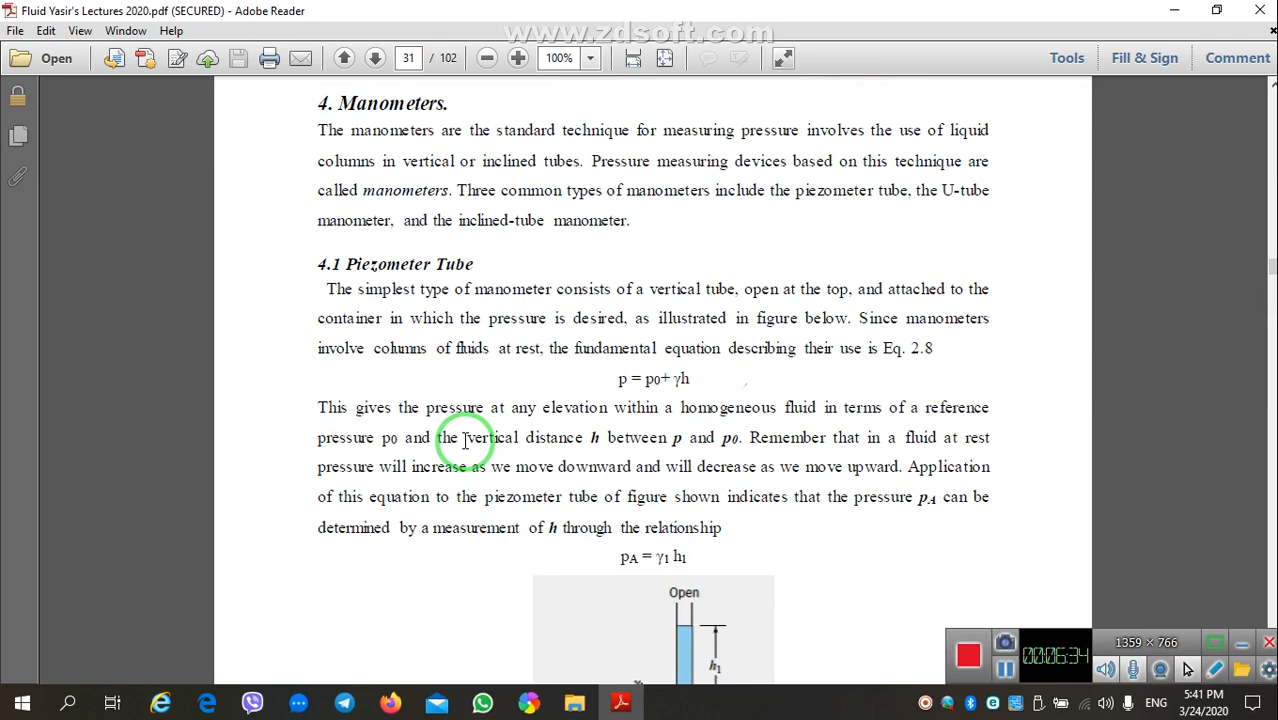 Fluid Yasir's Lectures 2020.pdf (SECURED) - Adobe Reader
www.zdsoft.com
File Edit View Window Help
Open 31 / 102 100% Tools Fill & Sign Comment
4. Manometers.
The manometers are the standard technique for measuring pressure involves the use of liquid
columns in vertical or inclined tubes. Pressure measuring devices based on this technique are
called manometers. Three common types of manometers include the piezometer tube, the U-tube
manometer, and the inclined-tube manometer.
4.1 Piezometer Tube
The simplest type of manometer consists of a vertical tube, open at the top, and attached to the
container in which the pressure is desired, as illustrated in figure below. Since manometers
involve columns of fluids at rest, the fundamental equation describing their use is Eq. 2.8
p = p0+ γh
This gives the pressure at any elevation within a homogeneous fluid in terms of a reference
pressure p0 and the vertical distance h between p and p0. Remember that in a fluid at rest
pressure will increase as we move downward and will decrease as we move upward. Application
of this equation to the piezometer tube of figure shown indicates that the pressure pA can be
determined by a measurement of h through the relationship
pA = γ1 h1
Open
h1
1359 × 766
00:06:34
ENG
5:41 PM
3/24/2020